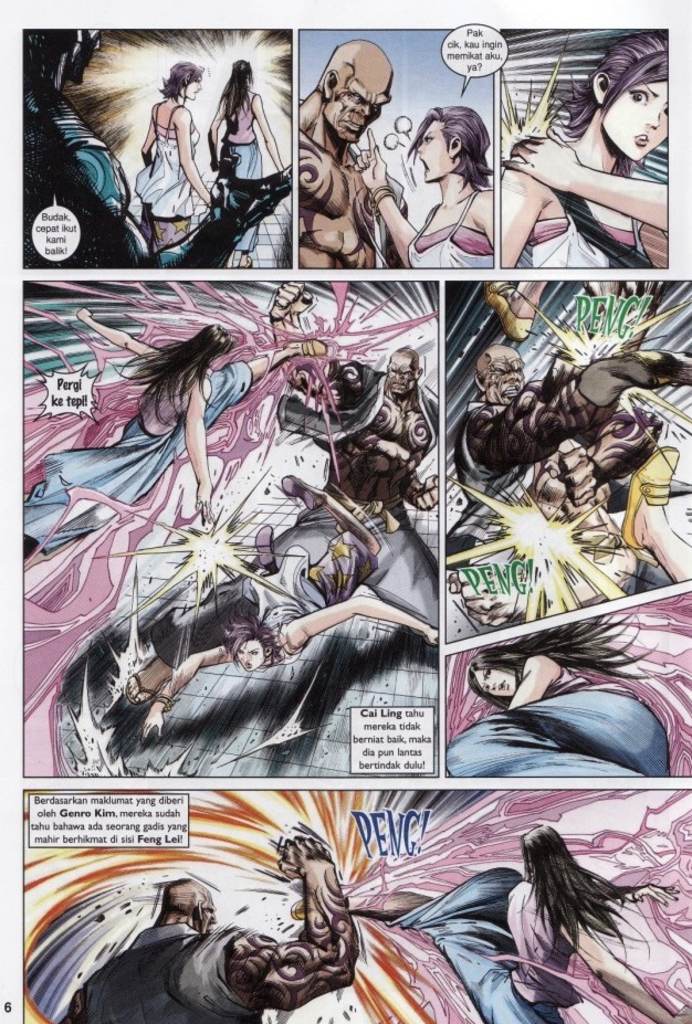 Budak,
cepat ikut
kami
balik!
Pak
cik, kau ingin
memikat aku,
ya?
Pergi
ke tepi!
Cai Ling tahu
mereka tidak
berniat baik, maka
dia pun lantas
bertindak dulu!
PENG!
PENG!
Berdasarkan maklumat yang diberi
oleh Genro Kim, mereka sudah
tahu bahawa ada seorang gadis yang
mahir berhikmat di sisi Feng Lei!
PENG!
6